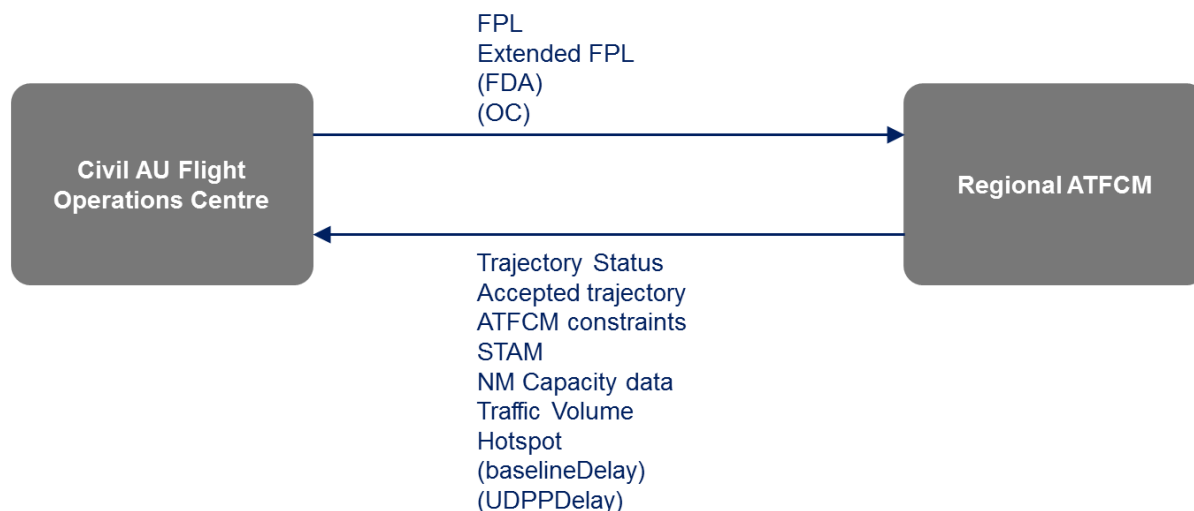 FPL
Extended FPL
(FDA)
(OC)
Civil AU Flight
Operations Centre
Regional ATFCM
Trajectory Status
Accepted trajectory
ATFCM constraints
STAM
NM Capacity data
Traffic Volume
Hotspot
(baselineDelay)
(UDPPDelay)